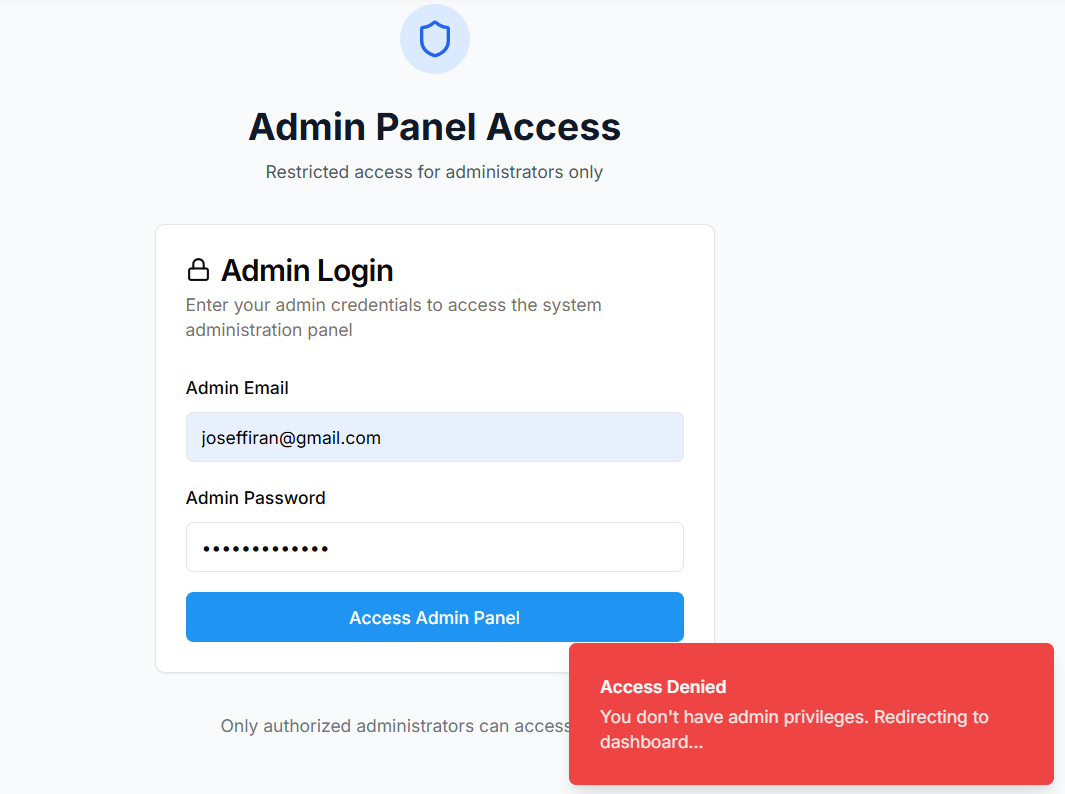 Admin Panel Access
Restricted access for administrators only
Admin Login
Enter your admin credentials to access the system
administration panel
Admin Email
joseffiran@gmail.com
Admin Password
•••••••••••••
Access Admin Panel
Only authorized administrators can access
Access Denied
You don't have admin privileges. Redirecting to
dashboard...